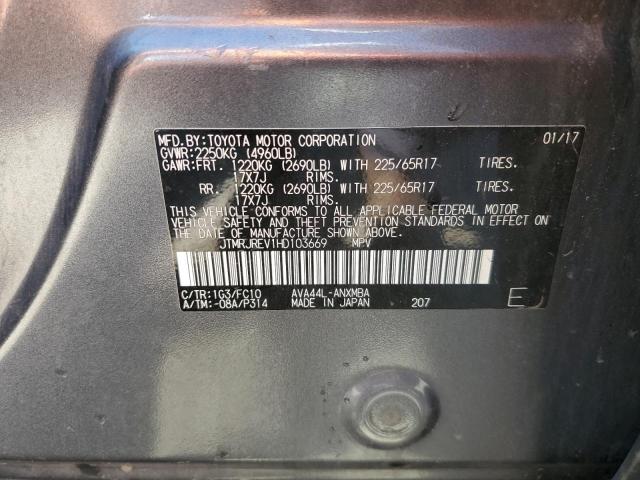 MFD.BY:TOYOTA MOTOR CORPORATION 01/17
GVWR:2250KG (4960LB)
GAWR:FRT. 1220KG (2690LB) WITH 225/65R17 TIRES.
17X7J RIMS.
RR. 1220KG (2690LB) WITH 225/65R17 TIRES.
17X7J RIMS.
THIS VEHICLE CONFORMS TO ALL APPLICABLE FEDERAL MOTOR
VEHICLE SAFETY AND THEFT PREVENTION STANDARDS IN EFFECT ON
THE DATE OF MANUFACTURE SHOWN ABOVE.
JTMRJREV1HD103669 MPV
C/TR:1G3/FC10 AVA44L-ANXMBA
A/TM:-08A/P314 MADE IN JAPAN 207 E